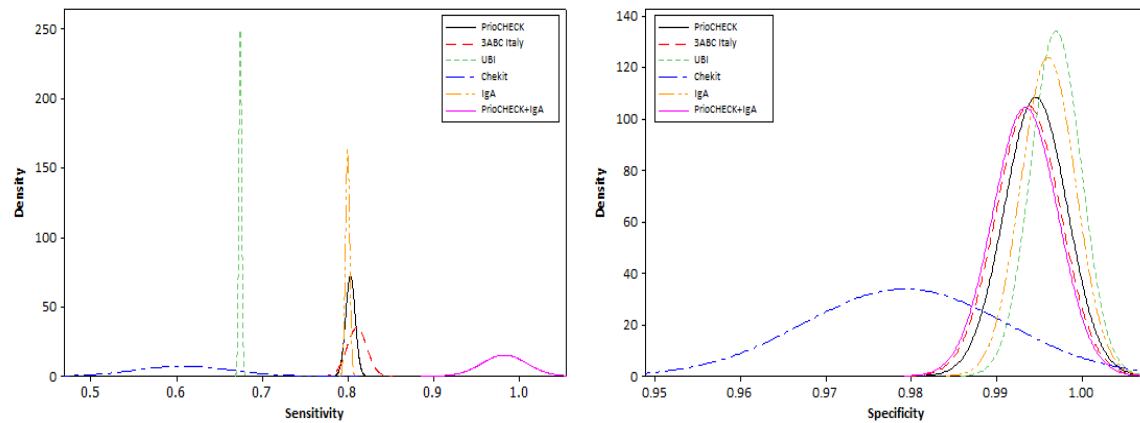 250
200
150
100
50
0
Density
0.5 0.6 0.7 0.8 0.9 1.0
Sensitivity
PrioCHECK
3ABC Italy
UBI
Chekit
IgA
PrioCHECK+IgA
140
120
100
80
60
40
20
0
Density
0.95 0.96 0.97 0.98 0.99 1.00
Specificity
PrioCHECK
3ABC Italy
UBI
Chekit
IgA
PrioCHECK+IgA